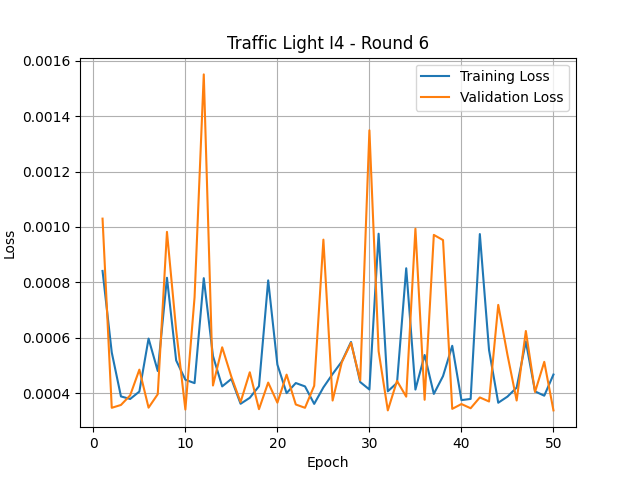 Traffic Light I4 - Round 6
Training Loss
Validation Loss
0.0016
0.0014
0.0012
0.0010
0.0008
0.0006
0.0004
Loss
0
10
20
30
40
50
Epoch